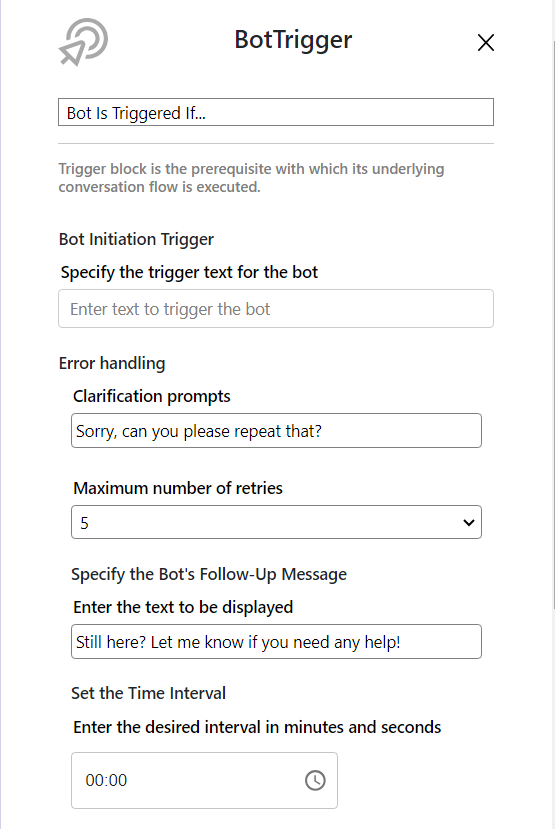 BotTrigger
Bot Is Triggered If...
Trigger block is the prerequisite with which its underlying
conversation flow is executed.
Bot Initiation Trigger
Specify the trigger text for the bot
Enter text to trigger the bot
Error handling
Clarification prompts
Sorry, can you please repeat that?
Maximum number of retries
5
Specify the Bot's Follow-Up Message
Enter the text to be displayed
Still here? Let me know if you need any help!
Set the Time Interval
Enter the desired interval in minutes and seconds
00:00